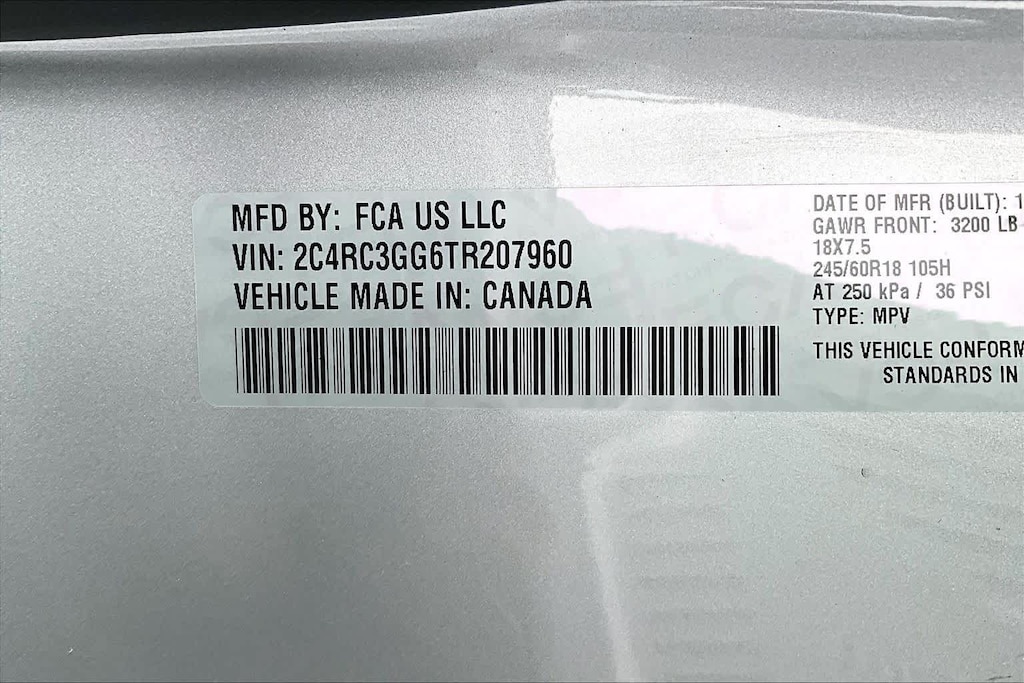 MFD BY: FCA US LLC
VIN: 2C4RC3GG6TR207960
VEHICLE MADE IN: CANADA
DATE OF MFR (BUILT): 1
GAWR FRONT: 3200 LB
18X7.5
245/60R18 105H
AT 250 kPa / 36 PSI
TYPE: MPV
THIS VEHICLE CONFORM
STANDARDS IN